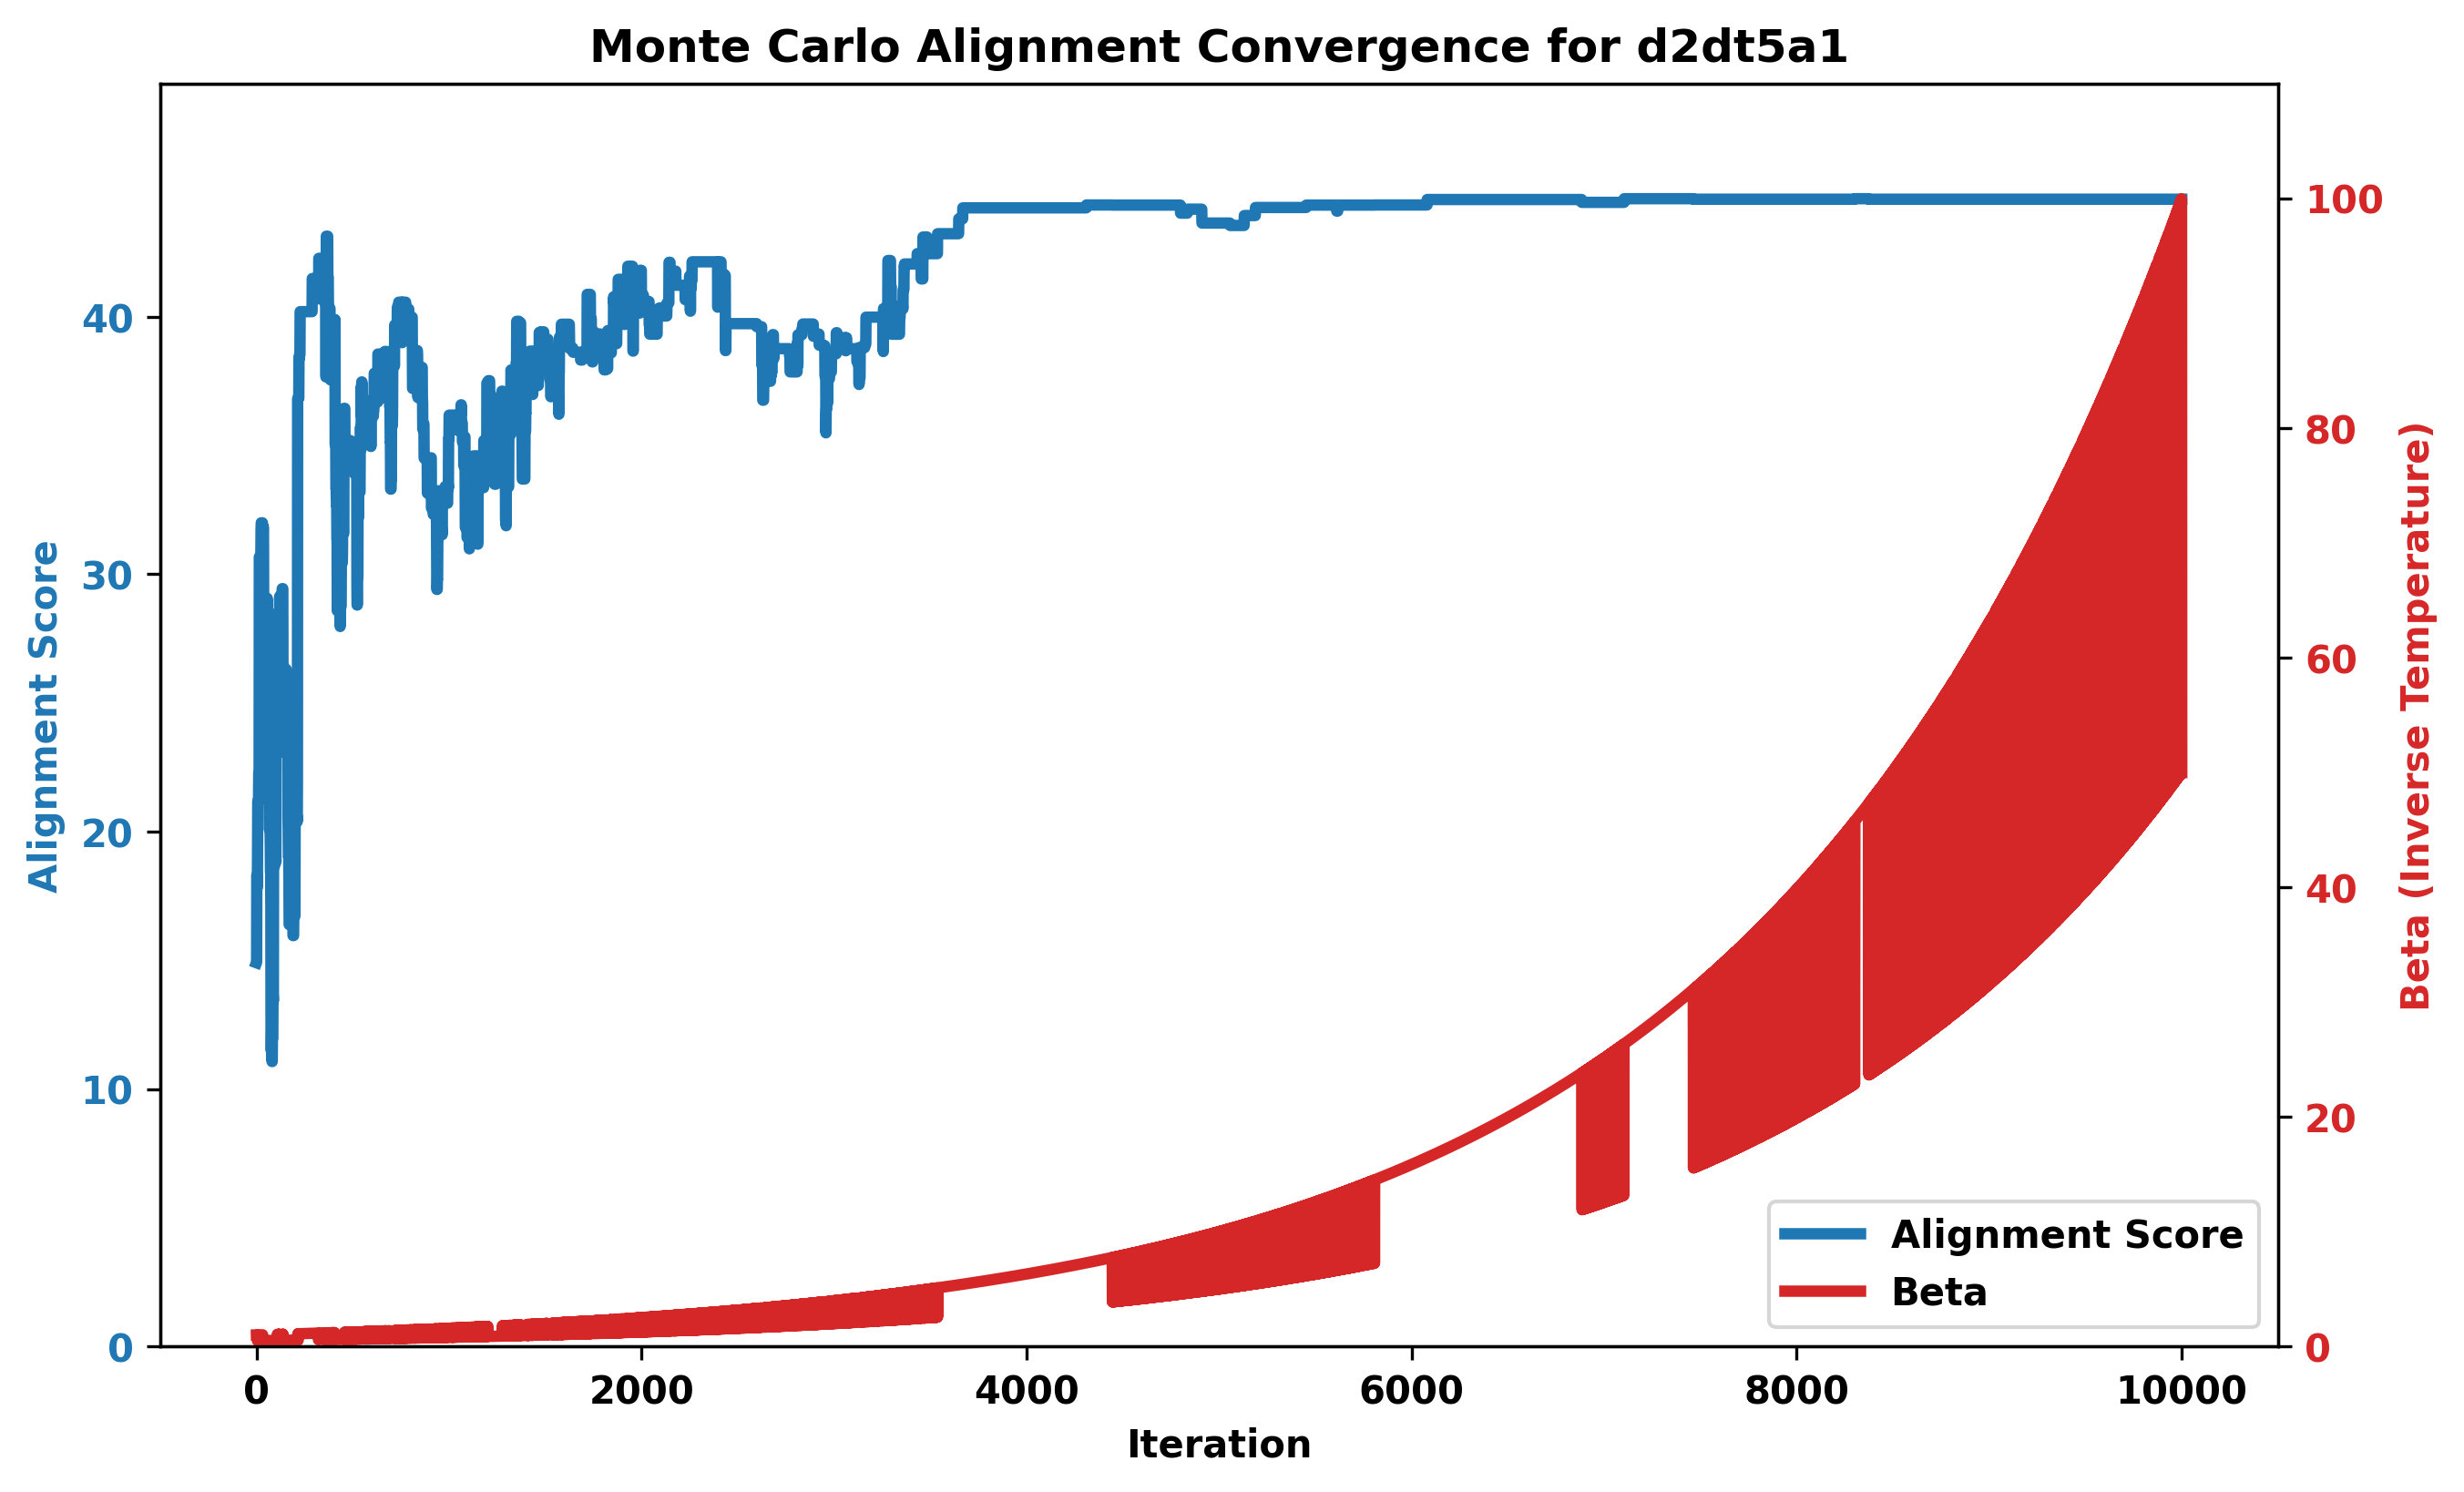 Monte Carlo Alignment Convergence for d2dt5a1
Alignment Score
40
30
20
10
0
100
80
60
40
20
0
Beta (Inverse Temperature)
0 2000 4000 6000 8000 10000
Iteration
Alignment Score
Beta